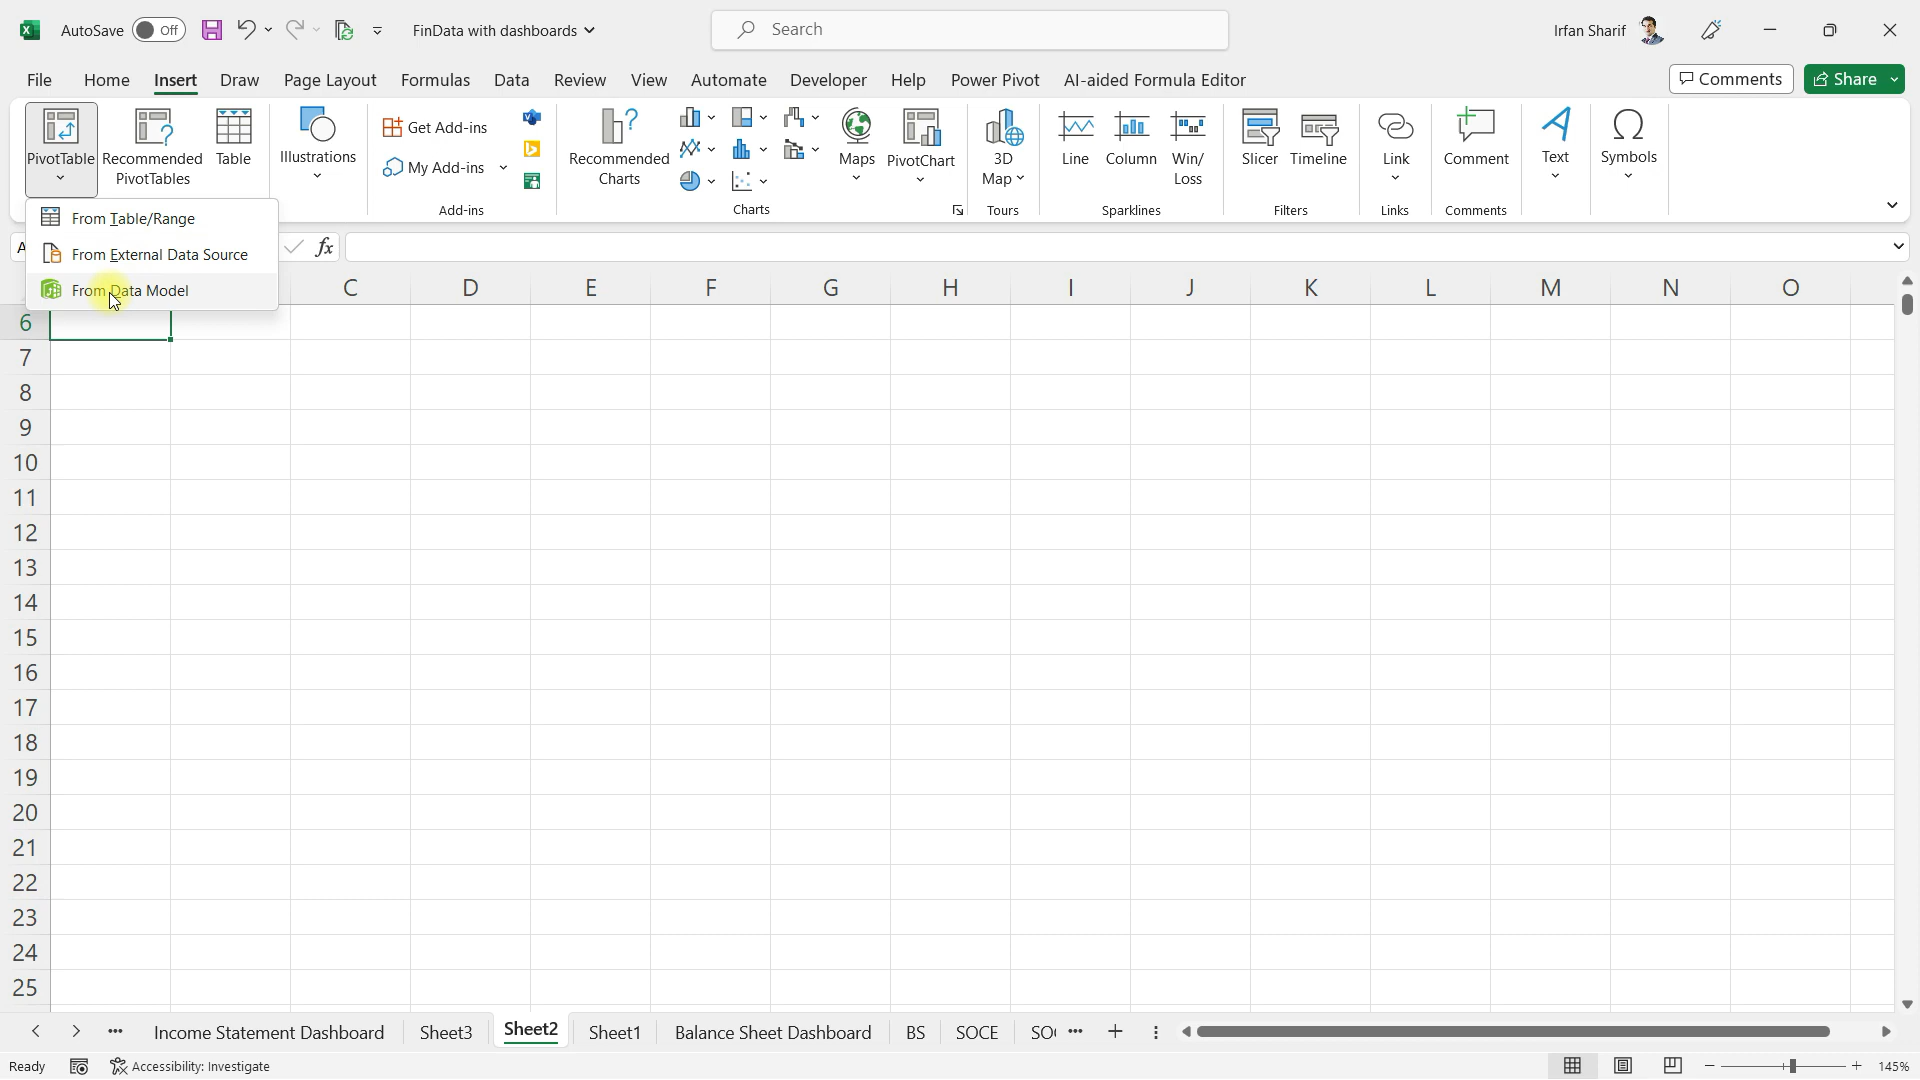 AutoSave Off FinData with dashboards Search Irfan Sharif
File Home Insert Draw Page Layout Formulas Data Review View Automate Developer Help Power Pivot AI-aided Formula Editor Comments Share
PivotTable
Recommended
PivotTables
Table
Illustrations
Get Add-ins
My Add-ins
Add-ins
Recommended
Charts
Maps
PivotChart
Charts
3D
Map
Tours
Line
Column
Win/
Loss
Sparklines
Slicer
Timeline
Filters
Link
Links
Comment
Comments
Text
Symbols
From Table/Range
From External Data Source
From Data Model
A
fx
C D E F G H I J K L M N O
6
7
8
9
10
11
12
13
14
15
16
17
18
19
20
21
22
23
24
25
Income Statement Dashboard Sheet3 Sheet2 Sheet1 Balance Sheet Dashboard BS SOCE
Ready Accessibility: Investigate 145%